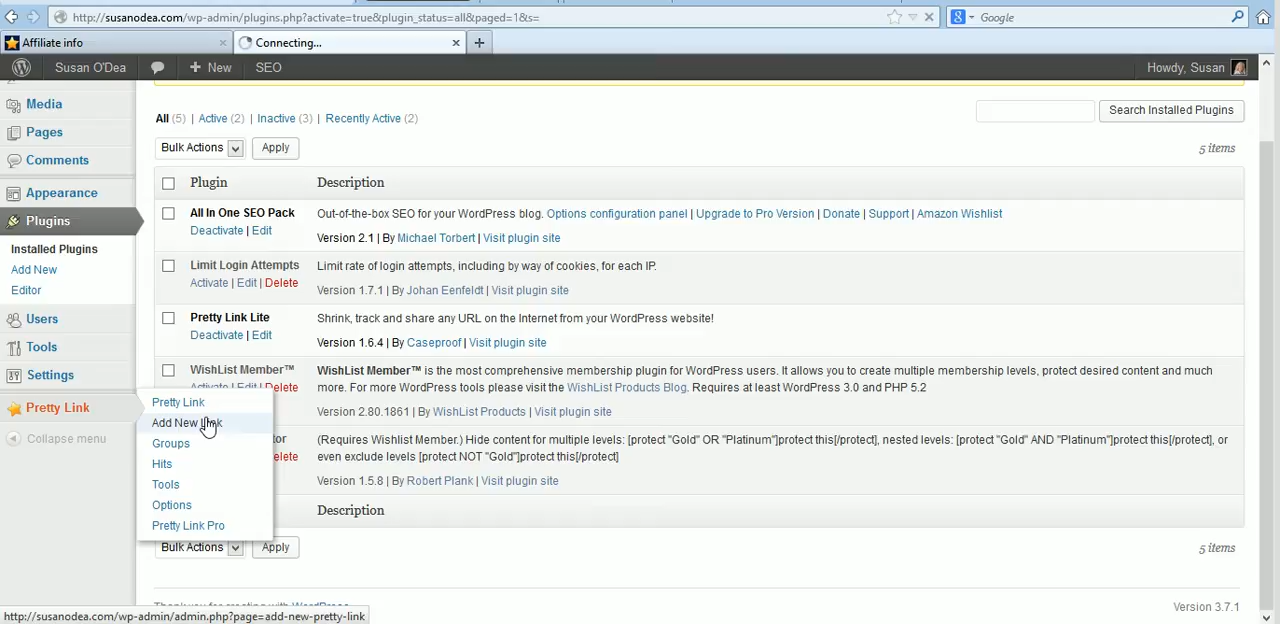 http://susanodea.com/wp-admin/plugins.php?activate=true&plugin_status=all&paged=1&s=
Google
Affiliate info
Connecting...
Susan O'Dea
New
SEO
Howdy, Susan
Media
Pages
Comments
Appearance
Plugins
Installed Plugins
Add New
Editor
Users
Tools
Settings
Pretty Link
Collapse menu
Pretty Link
Add New Link
Groups
Hits
Tools
Options
Pretty Link Pro
All (5) | Active (2) | Inactive (3) | Recently Active (2)
Search Installed Plugins
Bulk Actions
Apply
5 items
Plugin
Description
All In One SEO Pack
Deactivate | Edit
Out-of-the-box SEO for your WordPress blog. Options configuration panel | Upgrade to Pro Version | Donate | Support | Amazon Wishlist
Version 2.1 | By Michael Torbert | Visit plugin site
Limit Login Attempts
Activate | Edit | Delete
Limit rate of login attempts, including by way of cookies, for each IP.
Version 1.7.1 | By Johan Eenfeldt | Visit plugin site
Pretty Link Lite
Deactivate | Edit
Shrink, track and share any URL on the Internet from your WordPress website!
Version 1.6.4 | By Caseproof | Visit plugin site
WishList Member™
Activate | Edit | Delete
WishList Member™ is the most comprehensive membership plugin for WordPress users. It allows you to create multiple membership levels, protect desired content and much
more. For more WordPress tools please visit the WishList Products Blog. Requires at least WordPress 3.0 and PHP 5.2
Version 2.80.1861 | By WishList Products | Visit plugin site
tor
elete
(Requires Wishlist Member.) Hide content for multiple levels: [protect "Gold" OR "Platinum"]protect this[/protect], nested levels: [protect "Gold" AND "Platinum"]protect this[/protect], or
even exclude levels [protect NOT "Gold"]protect this[/protect]
Version 1.5.8 | By Robert Plank | Visit plugin site
Description
Bulk Actions
Apply
5 items
Thank you for creating with WordPress
Version 3.7.1
http://susanodea.com/wp-admin/admin.php?page=add-new-pretty-link